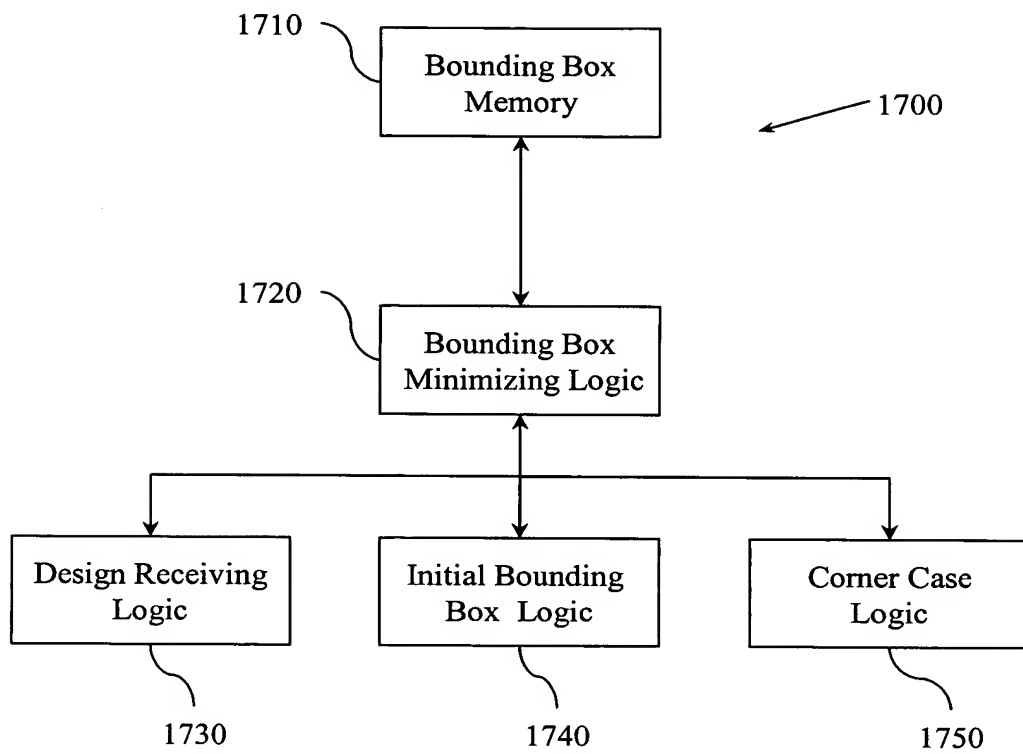 1710
Bounding Box
Memory
1700
1720
Bounding Box
Minimizing Logic
Design Receiving
Logic
Initial Bounding
Box Logic
Corner Case
Logic
1730
1740
1750